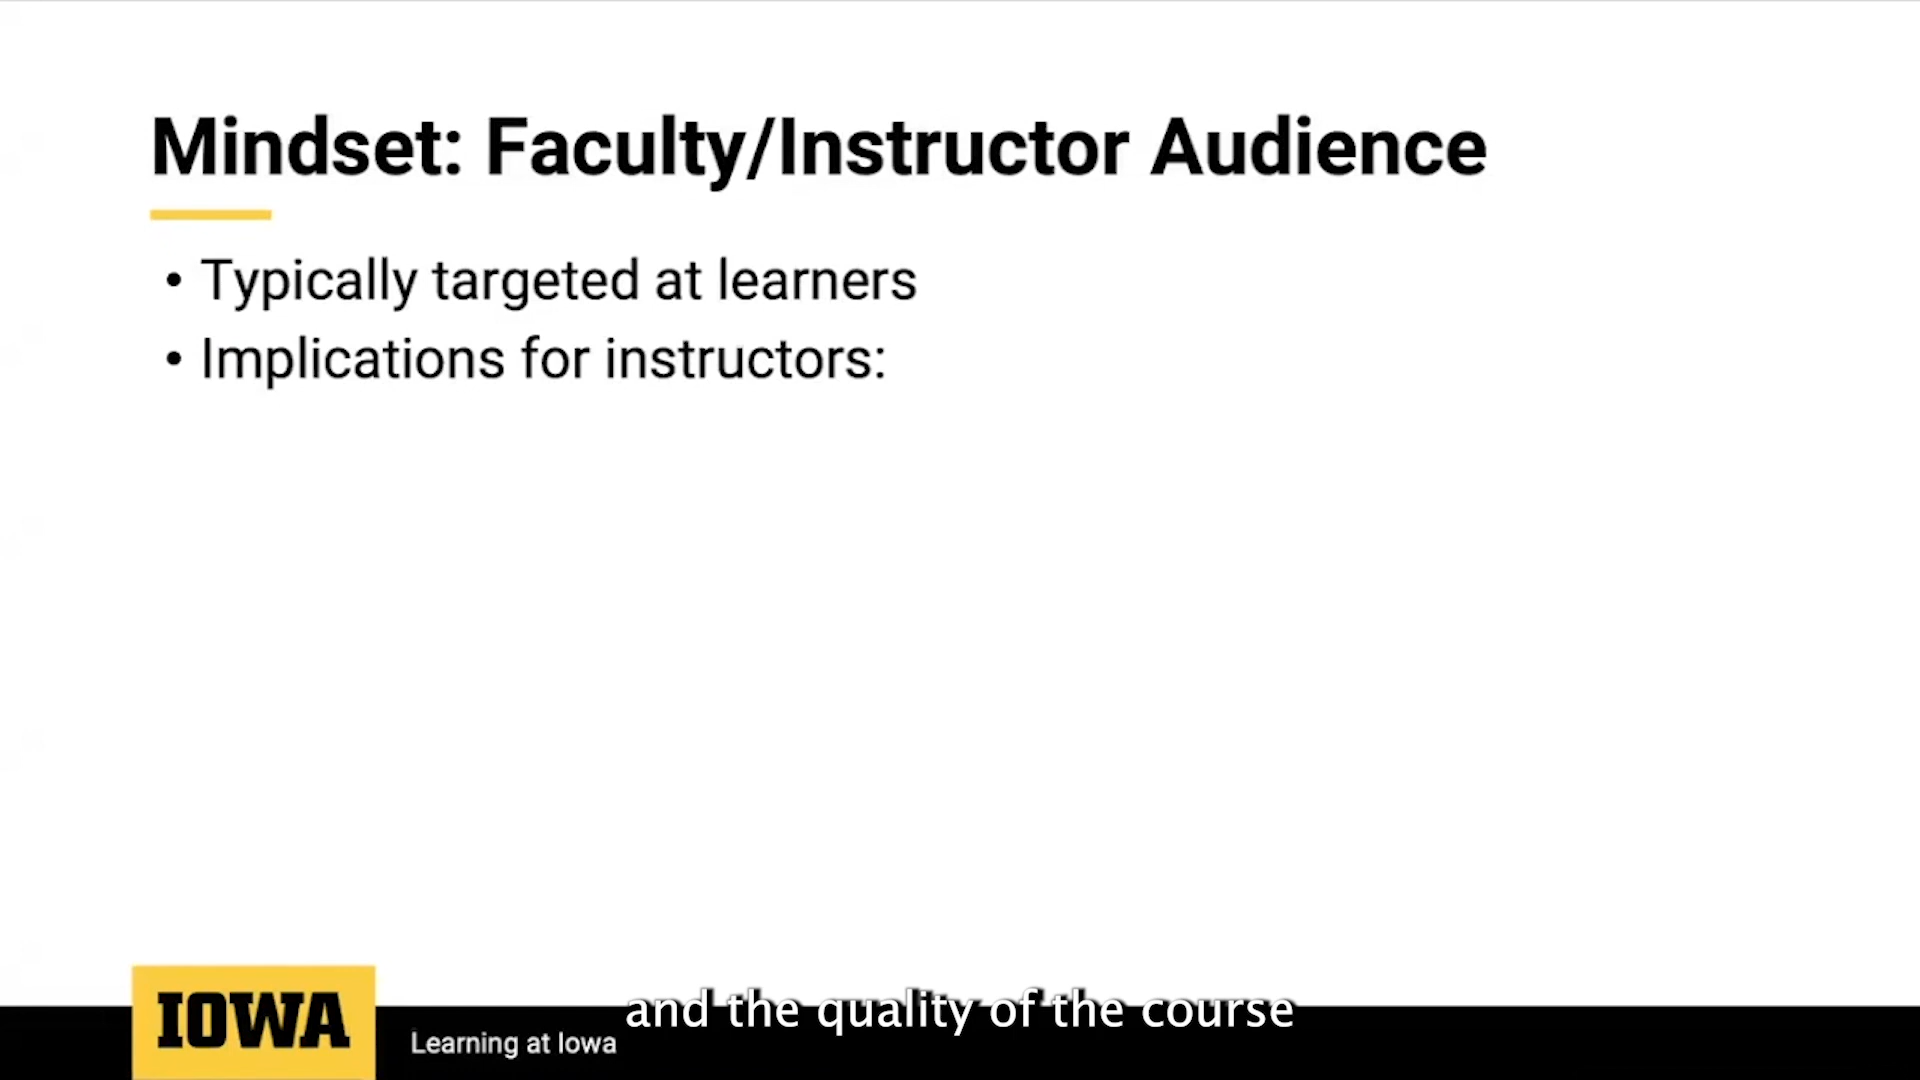 Mindset: Faculty/Instructor Audience
• Typically targeted at learners
• Implications for instructors:
and the quality of the course
IOWA
Learning at Iowa